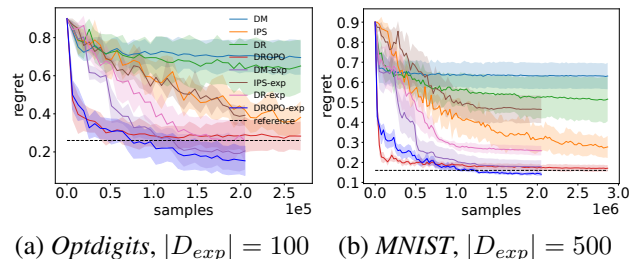 0.8
0.6
0.4
0.2
regret
DM
IPS
DR
DROPO
DM-exp
IPS-exp
DR-exp
DROPO-exp
reference
0.0 0.5 1.0 1.5 2.0 2.5
samples 1e5
0.9
0.8
0.7
0.6
0.5
0.4
0.3
0.2
0.1
regret
0.0 0.5 1.0 1.5 2.0 2.5 3.0
samples 1e6
(a) Optdigits, |D_exp| = 100 (b) MNIST, |D_exp| = 500